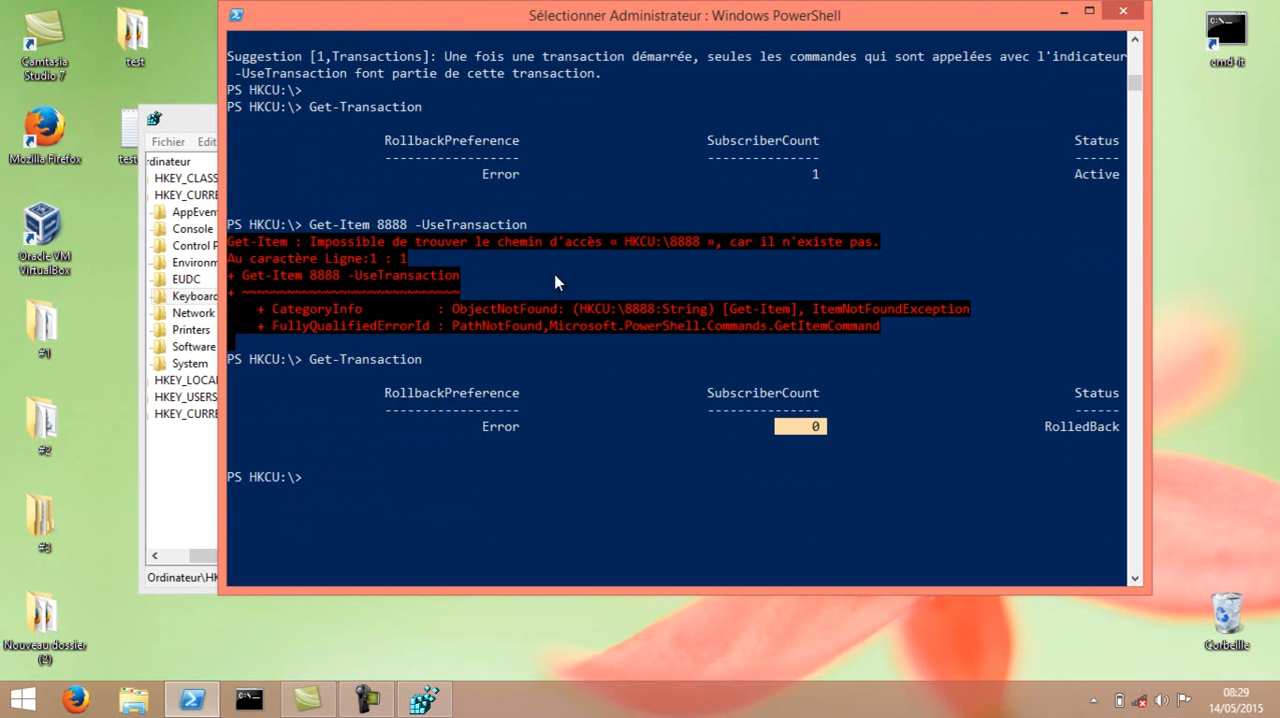 Sélectionner Administrateur : Windows PowerShell
Suggestion [1,Transactions]: Une fois une transaction démarrée, seules les commandes qui sont appelées avec l'indicateur
-UseTransaction font partie de cette transaction.
PS HKCU:\>
PS HKCU:\> Get-Transaction
RollbackPreference SubscriberCount Status
------------------ --------------- ------
Error 1 Active
PS HKCU:\> Get-Item 8888 -UseTransaction
Get-Item : Impossible de trouver le chemin d'accès « HKCU:\8888 », car il n'existe pas.
Au caractère Ligne:1 : 1
+ Get-Item 8888 -UseTransaction
+ ~~~~~~~~~~~~~~~~~~~~~~~~~~~~~
+ CategoryInfo : ObjectNotFound: (HKCU:\8888:String) [Get-Item], ItemNotFoundException
+ FullyQualifiedErrorId : PathNotFound,Microsoft.PowerShell.Commands.GetItemCommand
PS HKCU:\> Get-Transaction
RollbackPreference SubscriberCount Status
------------------ --------------- ------
Error 0 RolledBack
PS HKCU:\>
Camtasia
Studio 7
test
Mozilla Firefox
test
Oracle VM
VirtualBox
#1
#2
#3
Nouveau dossier
(2)
Fichier Edit
rdinateur
HKEY_CLASS
HKEY_CURRE
AppEvent
Console
Control P
Environm
EUDC
Keyboard
Network
Printers
Software
System
HKEY_LOCA
HKEY_USERS
HKEY_CURRE
Ordinateur\HK
cmd-it
Corbeille
08:29
14/05/2015